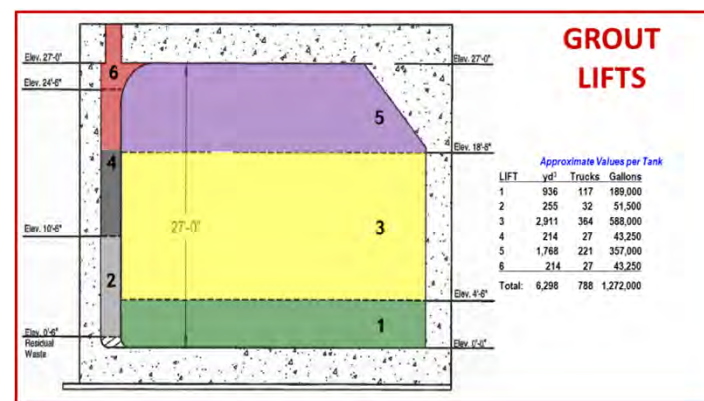 GROUT
LIFTS
Elev. 27'-0"
Elev. 24'-6"
Elev. 10'-6"
Elev. 0'-6"
Residual
Waste
6
4
2
27'-0"
5
3
1
Elev. 27'-0"
Elev. 18'-6"
Elev. 4'-6"
Elev. 0'-0"
Approximate Values per Tank
LIFT yd³ Trucks Gallons
1 936 117 189,000
2 255 32 51,500
3 2,911 364 588,000
4 214 27 43,250
5 1,768 221 357,000
6 214 27 43,250
Total: 6,298 788 1,272,000